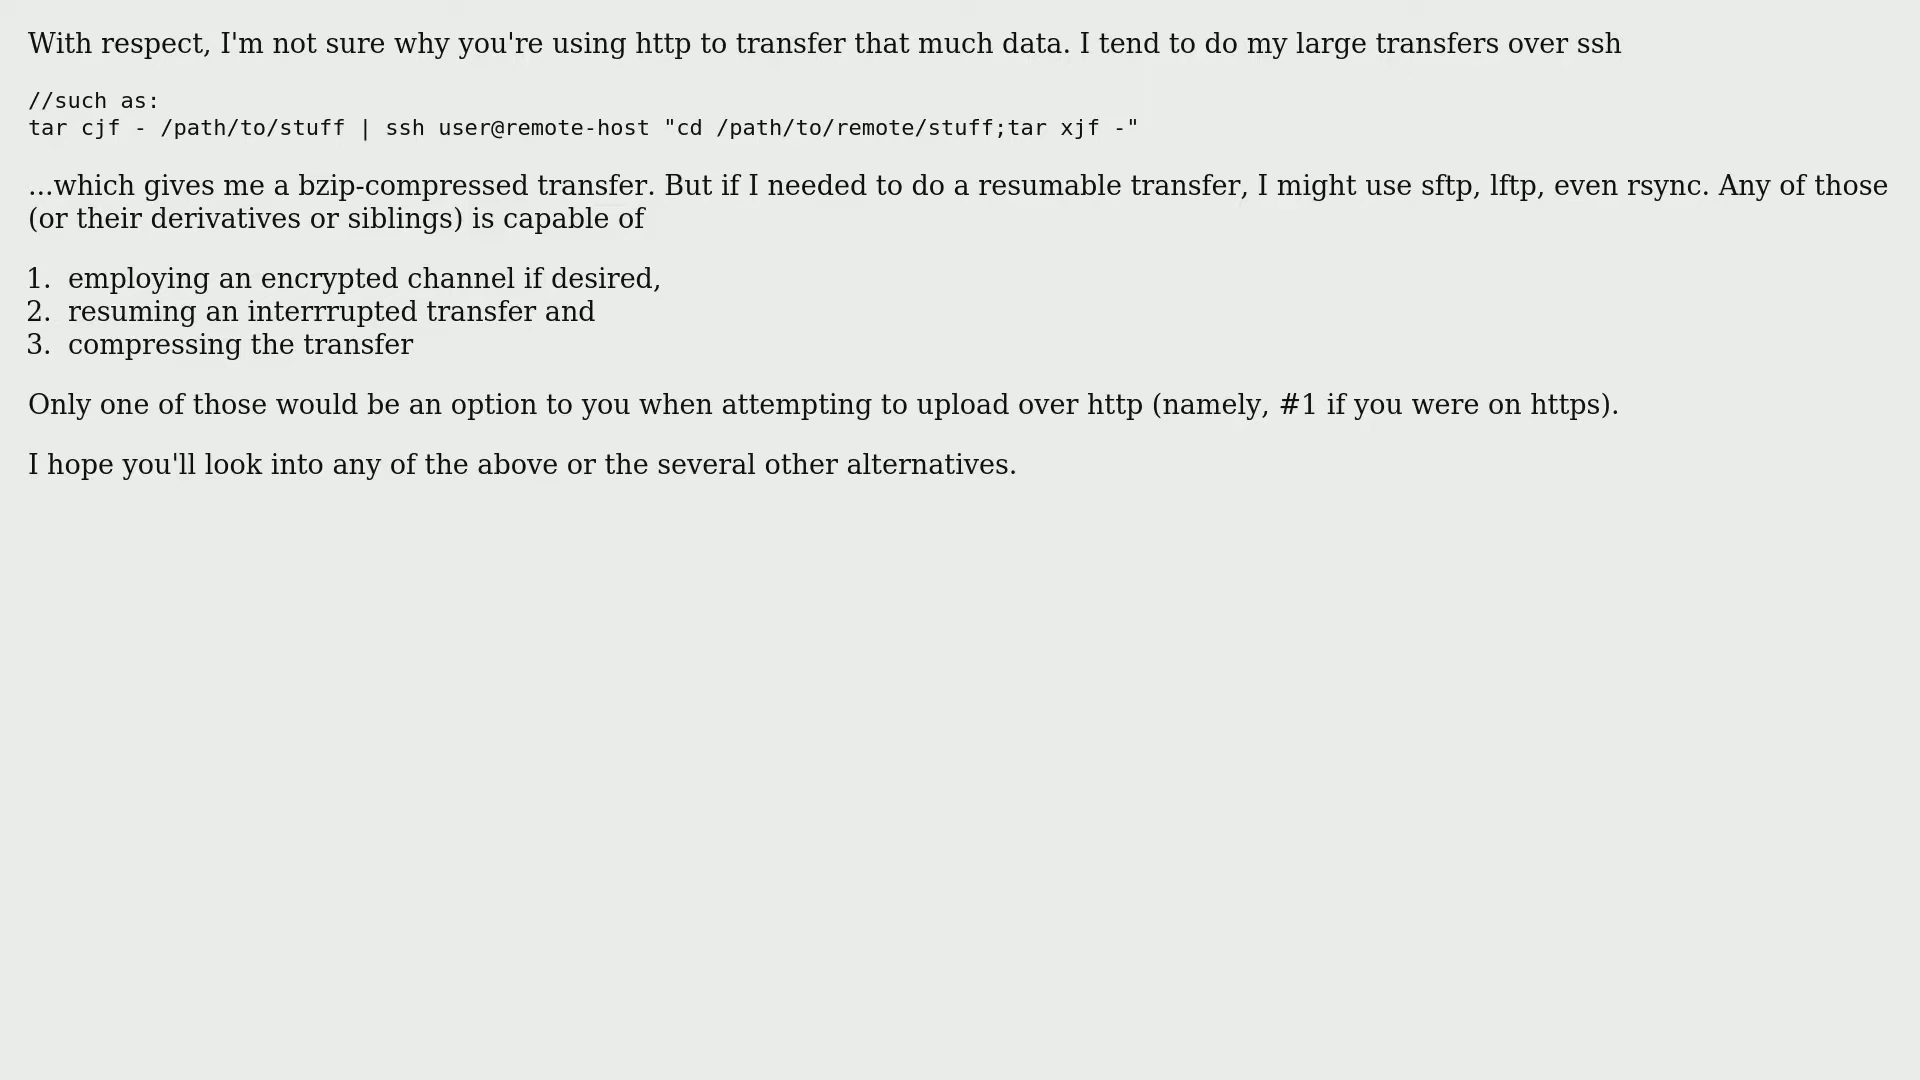 With respect, I'm not sure why you're using http to transfer that much data. I tend to do my large transfers over ssh
//such as:
tar cjf - /path/to/stuff | ssh user@remote-host "cd /path/to/remote/stuff;tar xjf -"
...which gives me a bzip-compressed transfer. But if I needed to do a resumable transfer, I might use sftp, lftp, even rsync. Any of those
(or their derivatives or siblings) is capable of
1. employing an encrypted channel if desired,
2. resuming an interrrupted transfer and
3. compressing the transfer
Only one of those would be an option to you when attempting to upload over http (namely, #1 if you were on https).
I hope you'll look into any of the above or the several other alternatives.